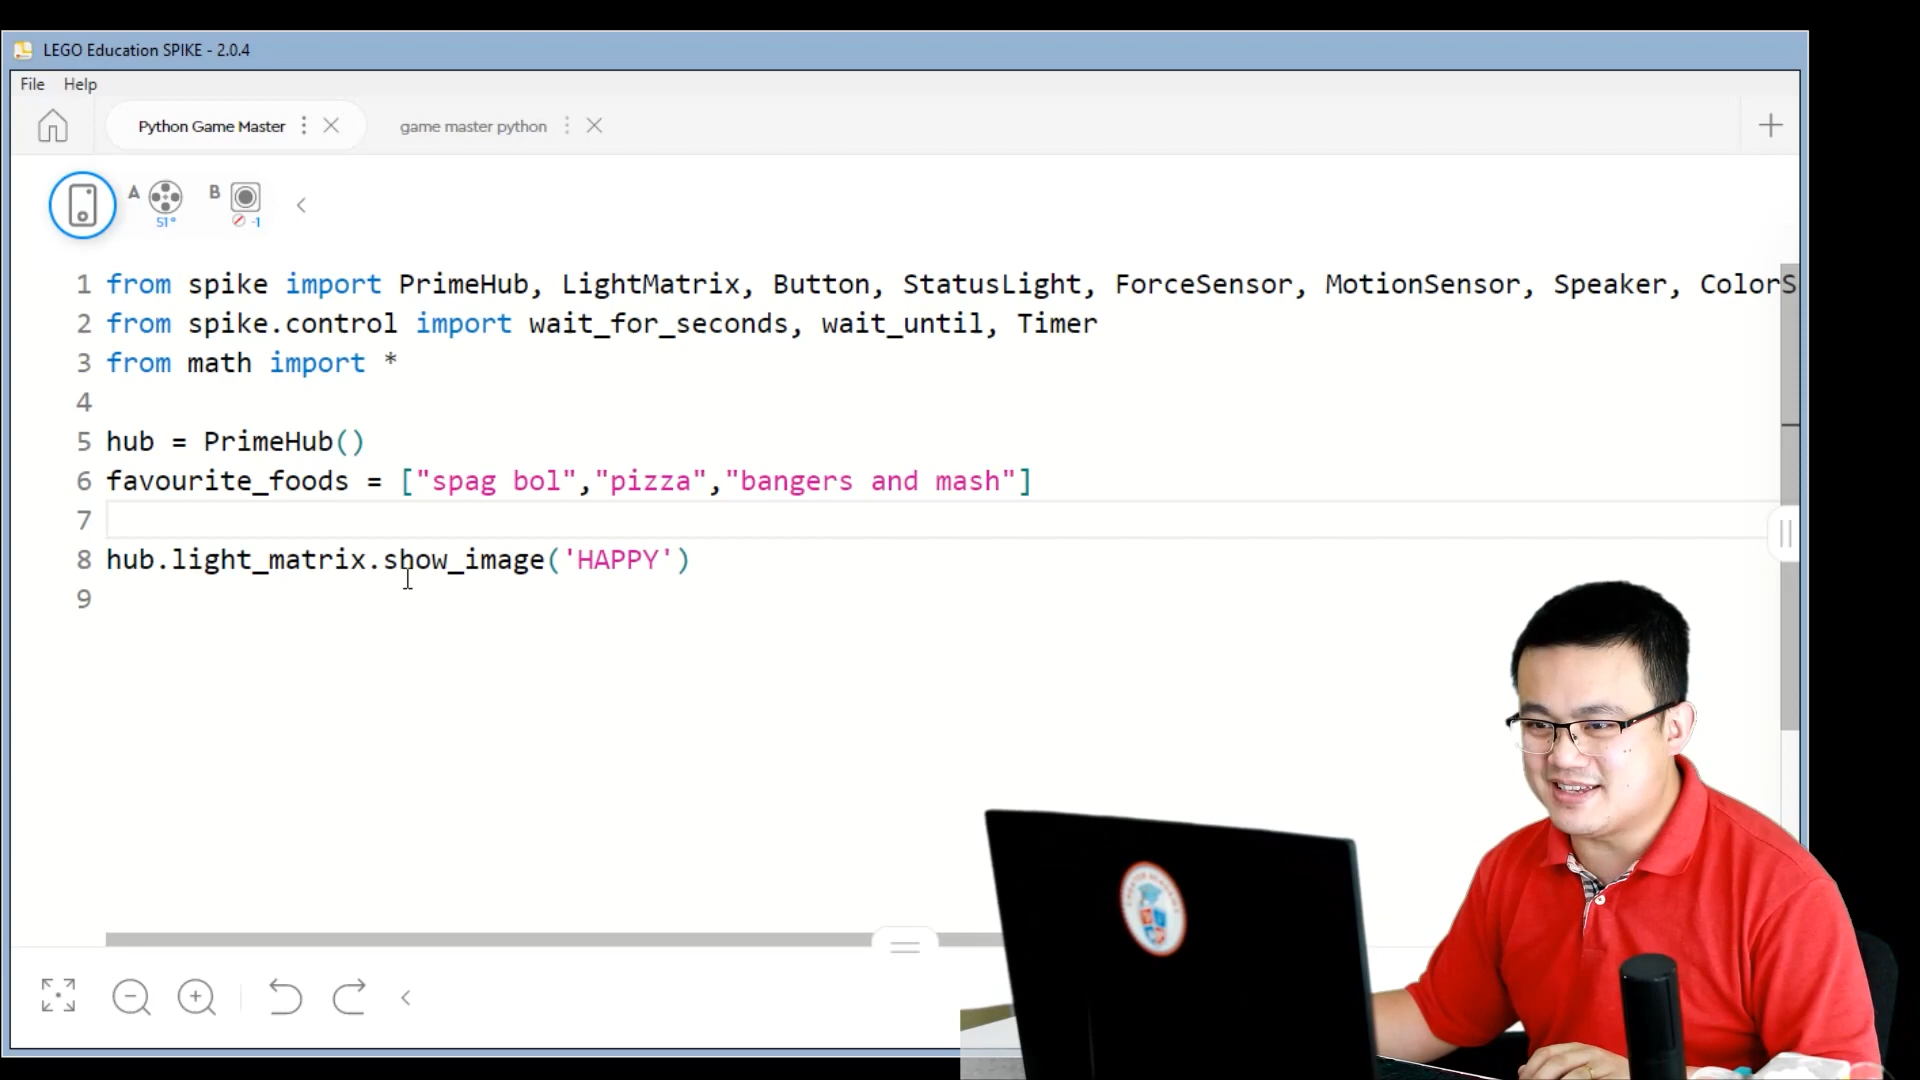 LEGO Education SPIKE - 2.0.4
File Help
Python Game Master
game master python
A
B
51°
-1
1 from spike import PrimeHub, LightMatrix, Button, StatusLight, ForceSensor, MotionSensor, Speaker, ColorS
2 from spike.control import wait_for_seconds, wait_until, Timer
3 from math import *
4
5 hub = PrimeHub()
6 favourite_foods = ["spag bol","pizza","bangers and mash"]
7
8 hub.light_matrix.show_image('HAPPY')
9